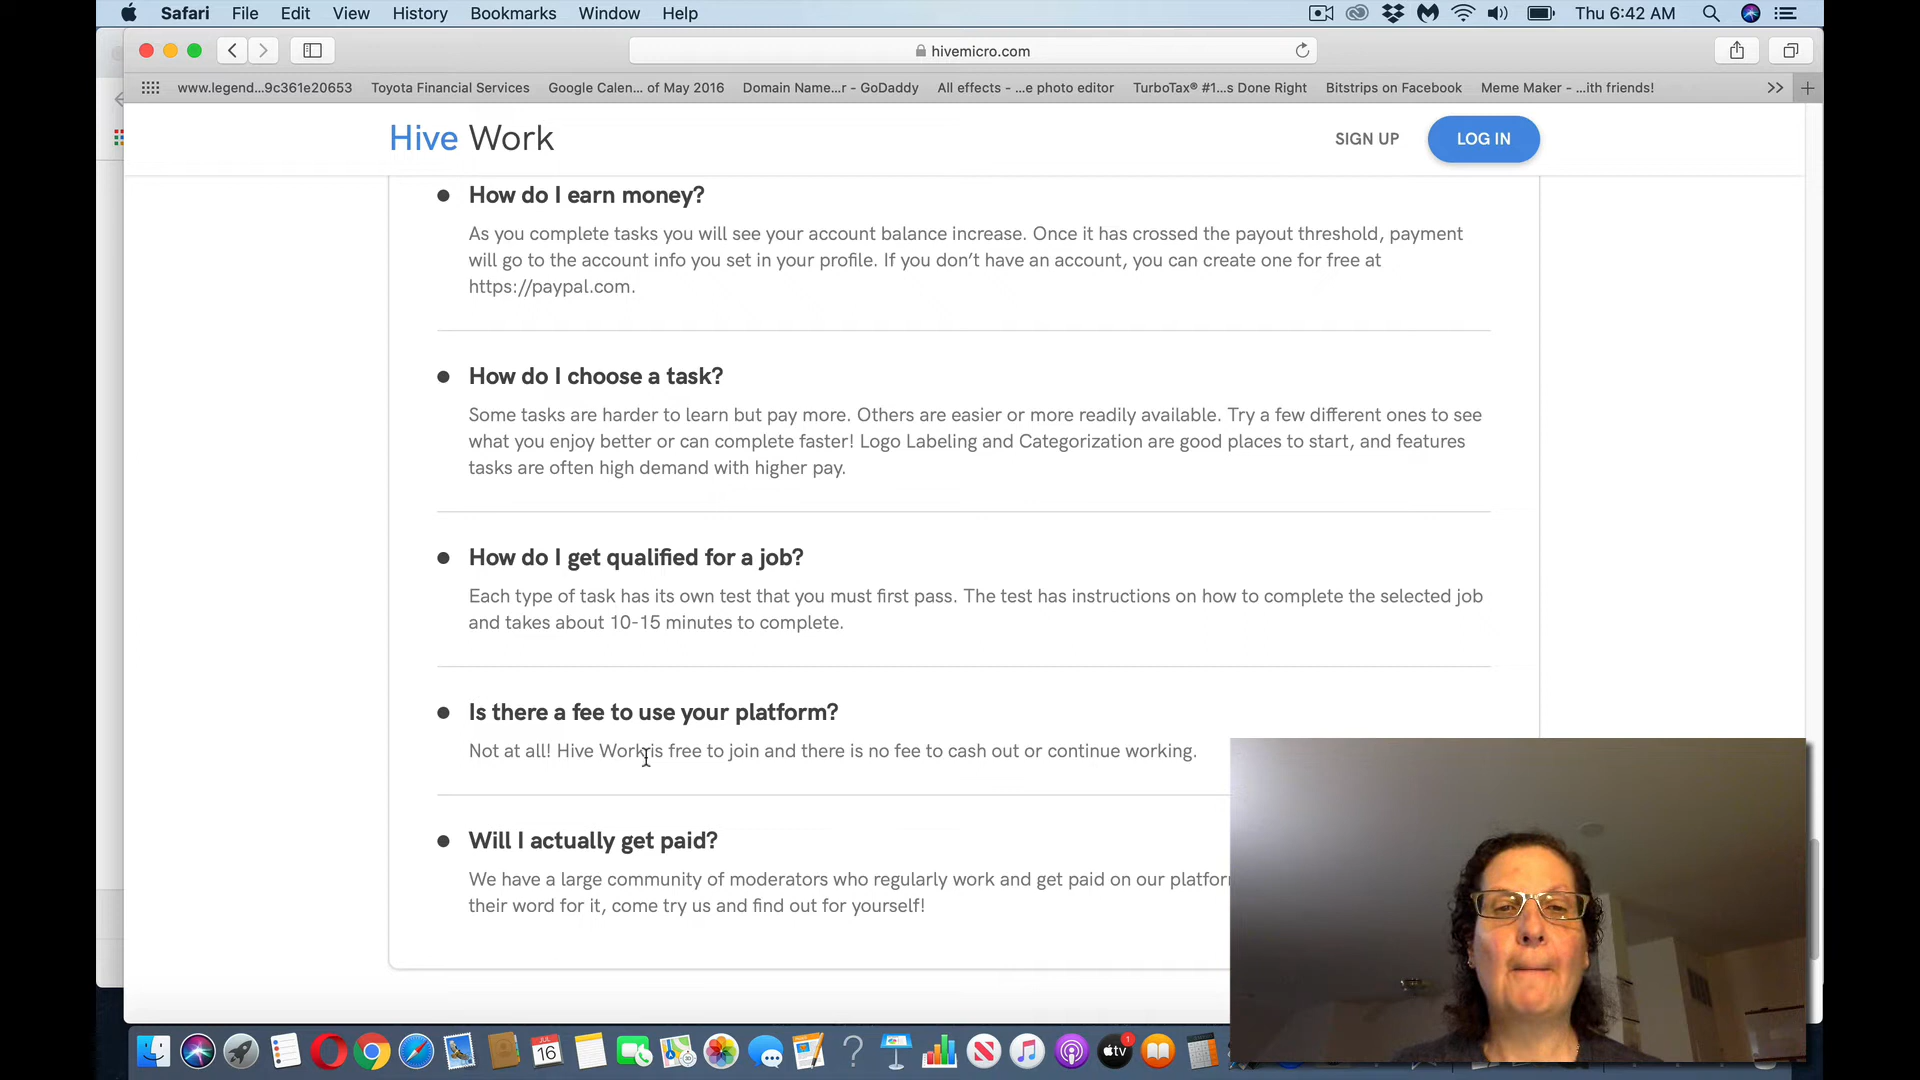 Safari File Edit View History Bookmarks Window Help Thu 6:42 AM
hivemicro.com
www.legend...9c361e20653 Toyota Financial Services Google Calen... of May 2016 Domain Name...r - GoDaddy All effects - ...e photo editor TurboTax® #1...s Done Right Bitstrips on Facebook Meme Maker - ...ith friends!
Hive Work SIGN UP LOG IN
How do I earn money?
As you complete tasks you will see your account balance increase. Once it has crossed the payout threshold, payment
will go to the account info you set in your profile. If you don't have an account, you can create one for free at
https://paypal.com.
How do I choose a task?
Some tasks are harder to learn but pay more. Others are easier or more readily available. Try a few different ones to see
what you enjoy better or can complete faster! Logo Labeling and Categorization are good places to start, and features
tasks are often high demand with higher pay.
How do I get qualified for a job?
Each type of task has its own test that you must first pass. The test has instructions on how to complete the selected job
and takes about 10-15 minutes to complete.
Is there a fee to use your platform?
Not at all! Hive Work is free to join and there is no fee to cash out or continue working.
Will I actually get paid?
We have a large community of moderators who regularly work and get paid on our
their word for it, come try us and find out for yourself!
JUL
16
tv
1